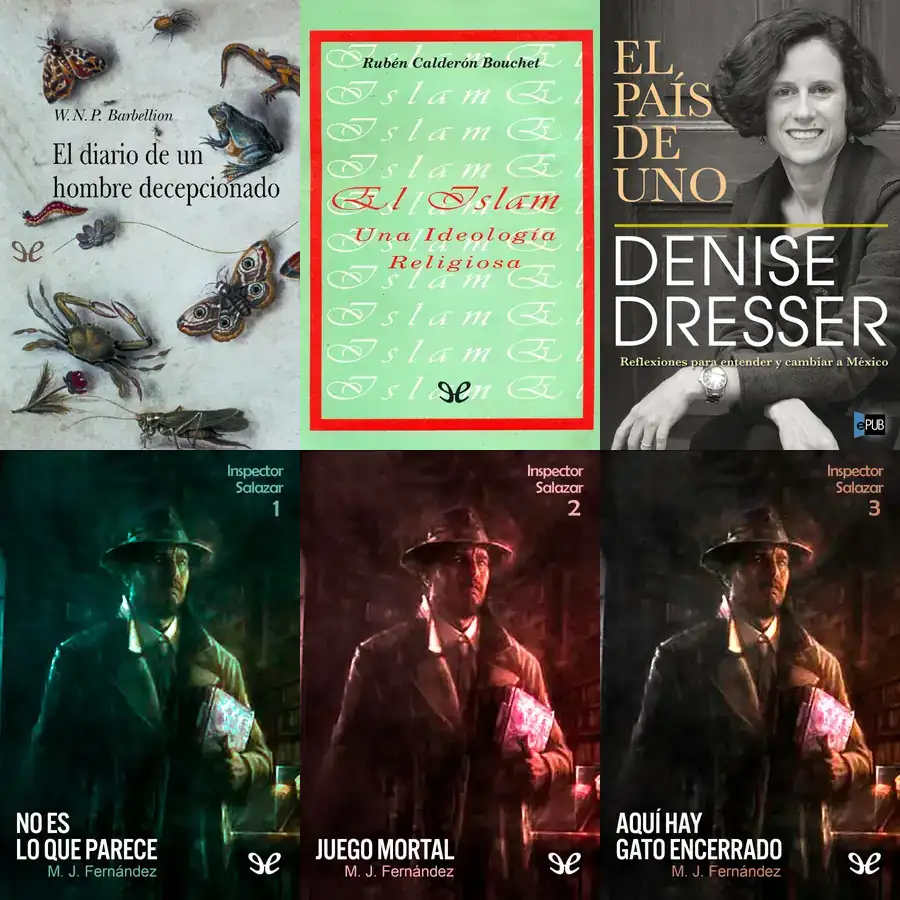 W. N. P. Barbellion
El diario de un
hombre decepcionado
Rubén Calderón Bouchet
El Islam
Una Ideología
Religiosa
EL
PAÍS
DE
UNO
DENISE
DRESSER
Reflexiones para entender y cambiar a México
ePUB
Inspector
Salazar
1
NO ES
LO QUE PARECE
M. J. Fernández
Inspector
Salazar
2
JUEGO MORTAL
M. J. Fernández
Inspector
Salazar
3
AQUÍ HAY
GATO ENCERRADO
M. J. Fernández